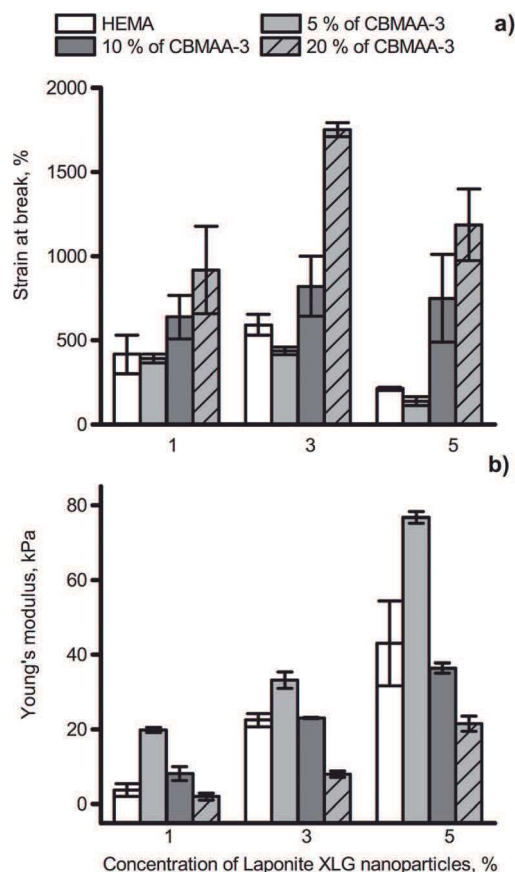 HEMA 5 % of CBMAA-3 a)
10 % of CBMAA-3 20 % of CBMAA-3
2000
1500
1000
500
0
Strain at break, %
1 3 5
b)
80
60
40
20
0
Young's modulus, kPa
1 3 5
Concentration of Laponite XLG nanoparticles, %